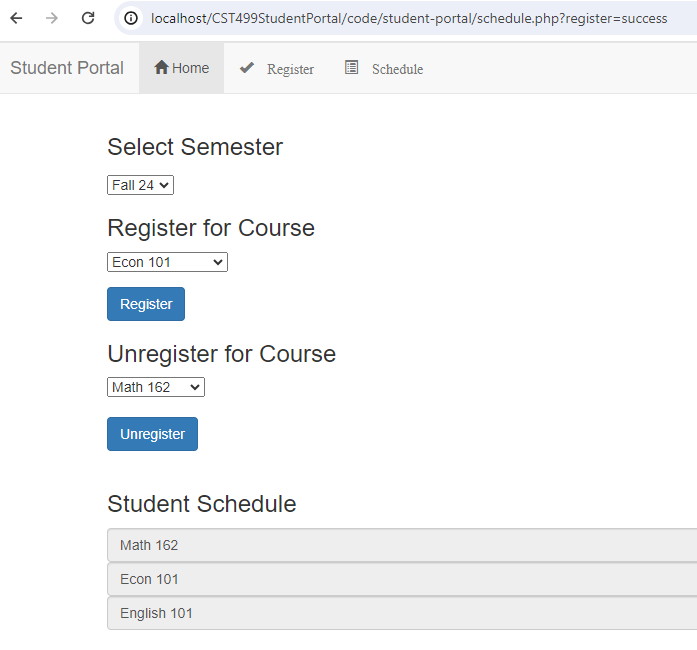 localhost/CST499StudentPortal/code/student-portal/schedule.php?register=success
Student Portal Home Register Schedule
Select Semester
Fall 24
Register for Course
Econ 101
Register
Unregister for Course
Math 162
Unregister
Student Schedule
Math 162
Econ 101
English 101